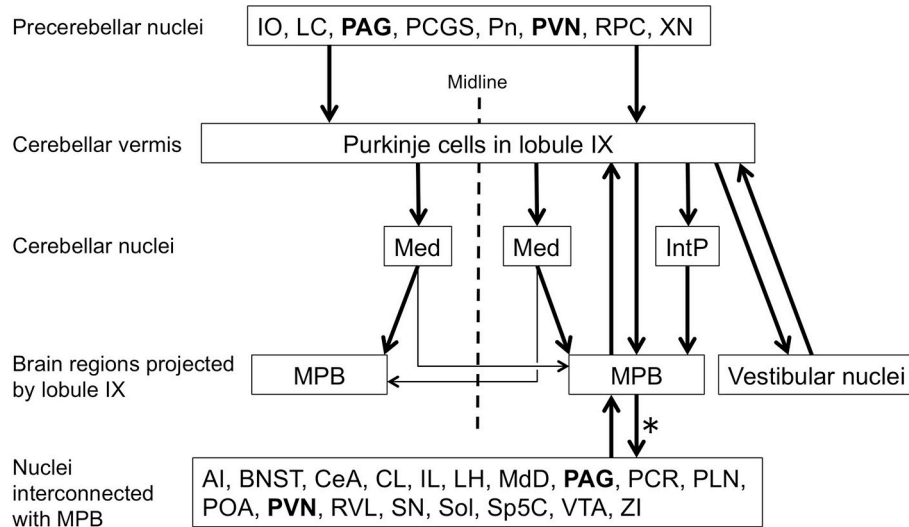 Precerebellar nuclei
IO, LC, PAG, PCGS, Pn, PVN, RPC, XN
Midline
Cerebellar vermis
Purkinje cells in lobule IX
Cerebellar nuclei
Med
Med
IntP
Brain regions projected
by lobule IX
MPB
MPB
Vestibular nuclei
*
Nuclei
interconnected
with MPB
AI, BNST, CeA, CL, IL, LH, MdD, PAG, PCR, PLN,
POA, PVN, RVL, SN, Sol, Sp5C, VTA, ZI